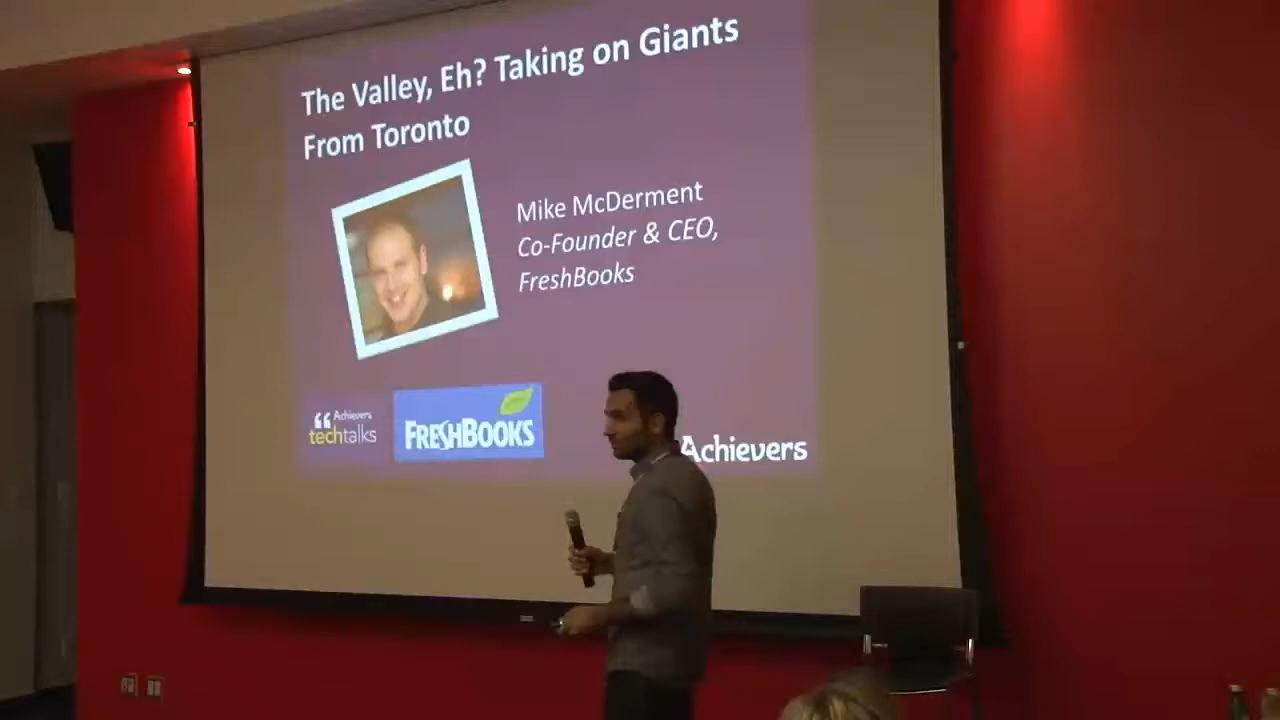 The Valley, Eh? Taking on Giants
From Toronto
Mike McDerment
Co-Founder & CEO,
FreshBooks
Achievers
techtalks
FRESHBOOKS
Achievers